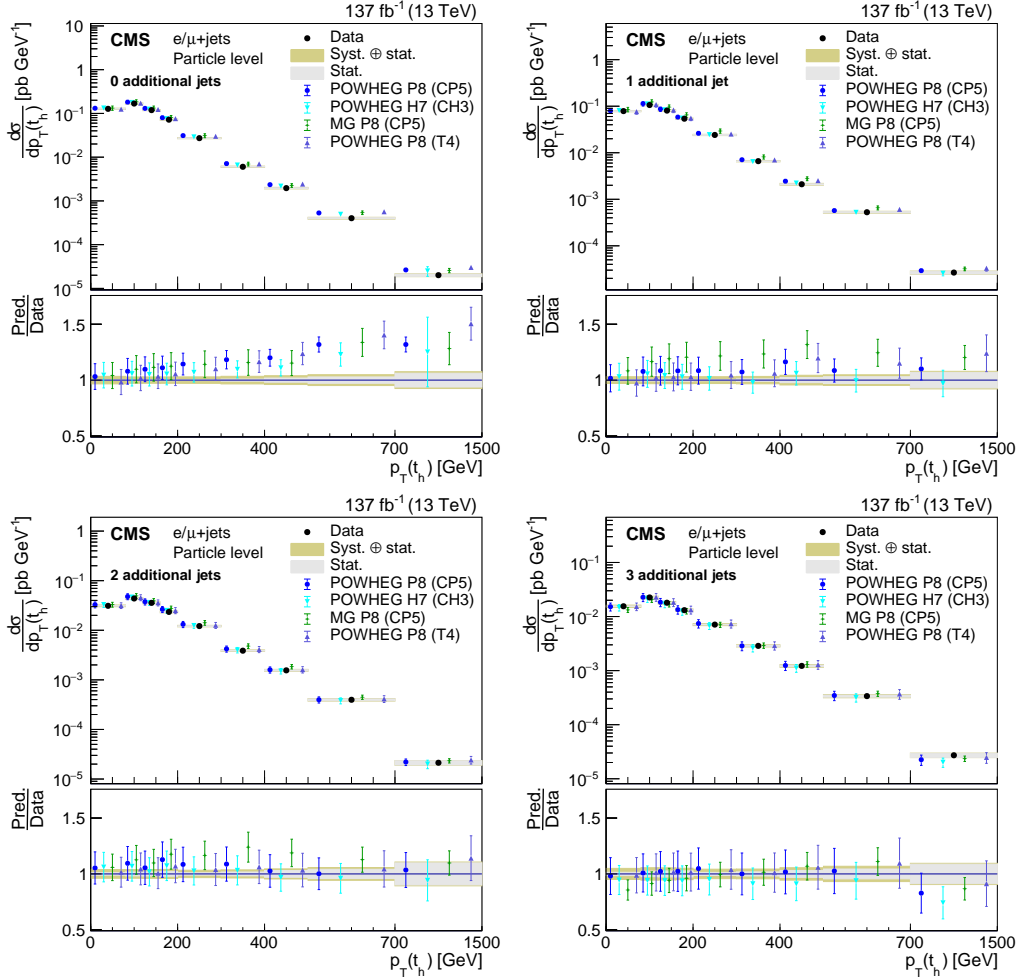 137 fb⁻¹ (13 TeV)
CMS e/μ+jets
Particle level
0 additional jets
Data
Syst. ⊕ stat.
Stat.
POWHEG P8 (CP5)
POWHEG H7 (CH3)
MG P8 (CP5)
POWHEG P8 (T4)
dσ/dp_T(t_h) [pb GeV⁻¹]
10
1
10⁻¹
10⁻²
10⁻³
10⁻⁴
10⁻⁵
Pred./Data
1.5
1
0.5
0 200 400 700 1500
p_T(t_h) [GeV]
137 fb⁻¹ (13 TeV)
CMS e/μ+jets
Particle level
1 additional jet
Data
Syst. ⊕ stat.
Stat.
POWHEG P8 (CP5)
POWHEG H7 (CH3)
MG P8 (CP5)
POWHEG P8 (T4)
dσ/dp_T(t_h) [pb GeV⁻¹]
1
10⁻¹
10⁻²
10⁻³
10⁻⁴
Pred./Data
1.5
1
0.5
0 200 400 700 1500
p_T(t_h) [GeV]
137 fb⁻¹ (13 TeV)
CMS e/μ+jets
Particle level
2 additional jets
Data
Syst. ⊕ stat.
Stat.
POWHEG P8 (CP5)
POWHEG H7 (CH3)
MG P8 (CP5)
POWHEG P8 (T4)
dσ/dp_T(t_h) [pb GeV⁻¹]
1
10⁻¹
10⁻²
10⁻³
10⁻⁴
10⁻⁵
Pred./Data
1.5
1
0.5
0 200 400 700 1500
p_T(t_h) [GeV]
137 fb⁻¹ (13 TeV)
CMS e/μ+jets
Particle level
3 additional jets
Data
Syst. ⊕ stat.
Stat.
POWHEG P8 (CP5)
POWHEG H7 (CH3)
MG P8 (CP5)
POWHEG P8 (T4)
dσ/dp_T(t_h) [pb GeV⁻¹]
10⁻¹
10⁻²
10⁻³
10⁻⁴
10⁻⁵
Pred./Data
1.5
1
0.5
0 200 400 700 1500
p_T(t_h) [GeV]